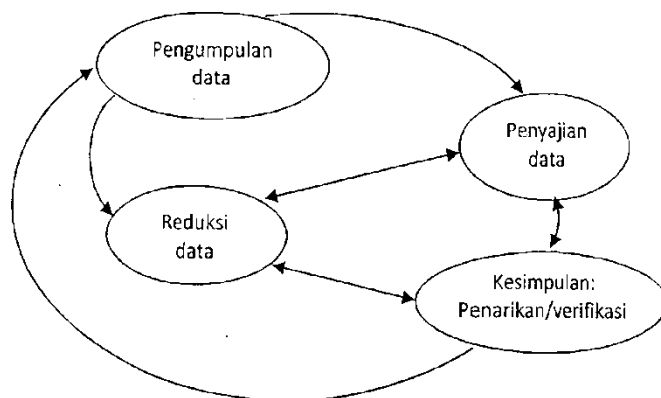 Pengumpulan
data
Penyajian
data
Reduksi
data
Kesimpulan:
Penarikan/verifikasi